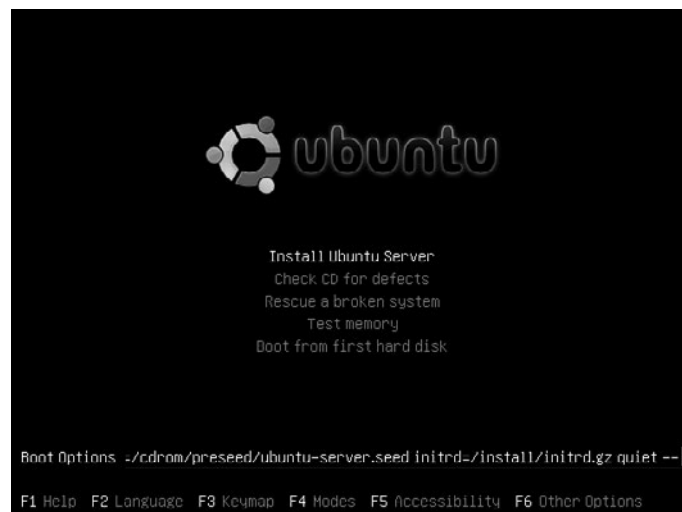 ubuntu
Install Ubuntu Server
Check CD for defects
Rescue a broken system
Test memory
Boot from first hard disk
Boot Options =/cdrom/preseed/ubuntu-server.seed initrd=/install/initrd.gz quiet --
F1 Help F2 Language F3 Keymap F4 Modes F5 Accessibility F6 Other Options